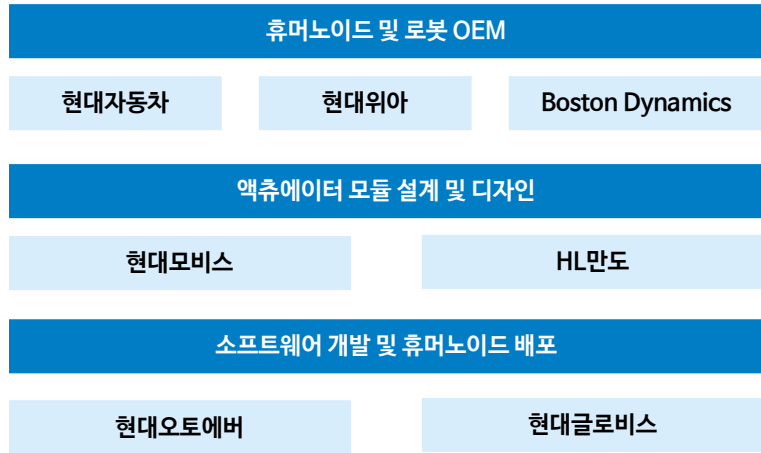 휴머노이드 및 로봇 OEM
현대자동차 현대위아 Boston Dynamics
액츄에이터 모듈 설계 및 디자인
현대모비스 HL만도
소프트웨어 개발 및 휴머노이드 배포
현대오토에버 현대글로비스